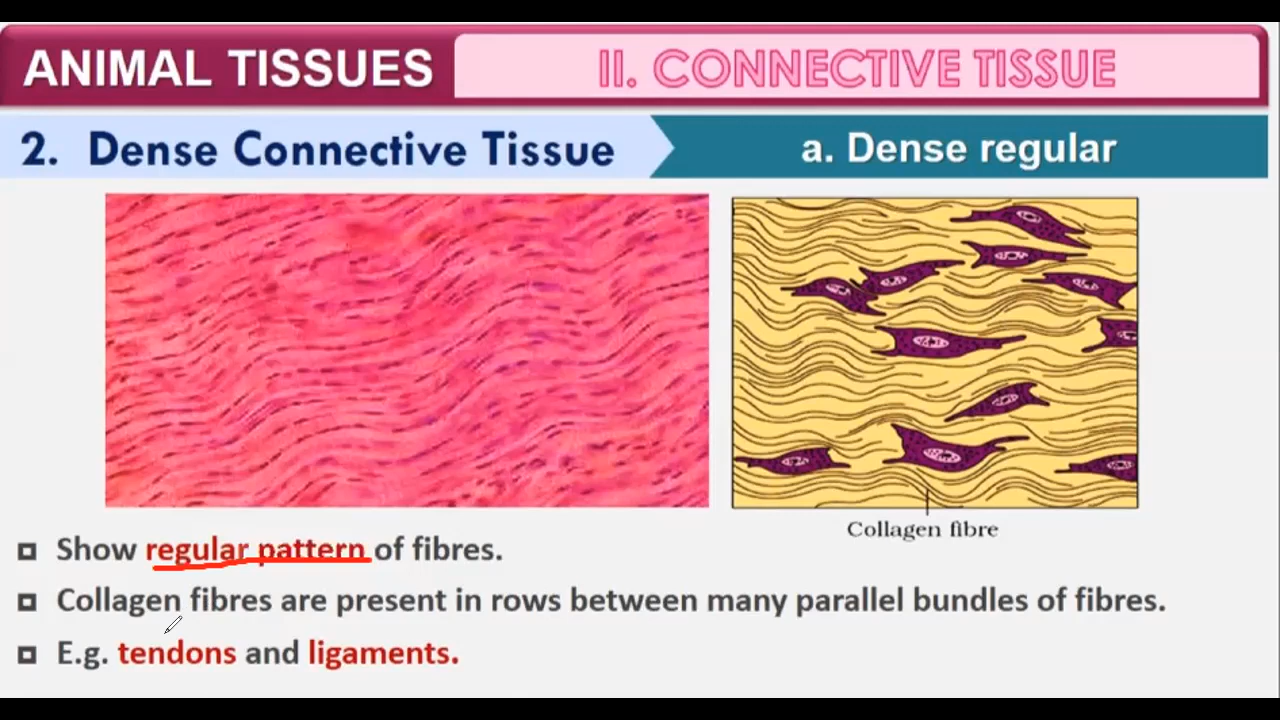 ANIMAL TISSUES
II. CONNECTIVE TISSUE
2. Dense Connective Tissue
a. Dense regular
Collagen fibre
Show regular pattern of fibres.
Collagen fibres are present in rows between many parallel bundles of fibres.
E.g. tendons and ligaments.